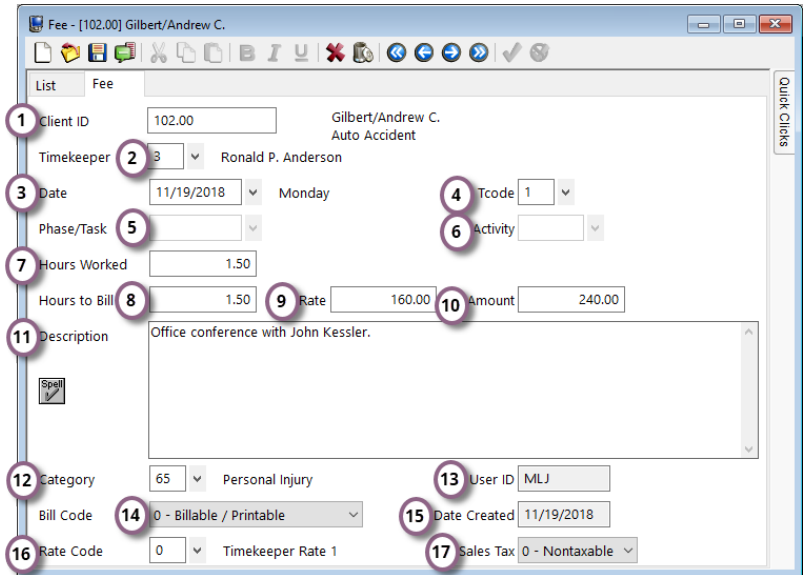 Fee - [102.00] Gilbert/Andrew C.
B I U
List Fee
Quick Clicks
1 Client ID 102.00 Gilbert/Andrew C.
Auto Accident
Timekeeper 2 3 Ronald P. Anderson
3 Date 11/19/2018 Monday 4 Tcode 1
Phase/Task 5 6 Activity
7 Hours Worked 1.50
Hours to Bill 8 1.50 9 Rate 160.00 10 Amount 240.00
11 Description Office conference with John Kessler.
Spell
12 Category 65 Personal Injury 13 User ID MLJ
Bill Code 14 0 - Billable / Printable 15 Date Created 11/19/2018
16 Rate Code 0 Timekeeper Rate 1 17 Sales Tax 0 - Nontaxable